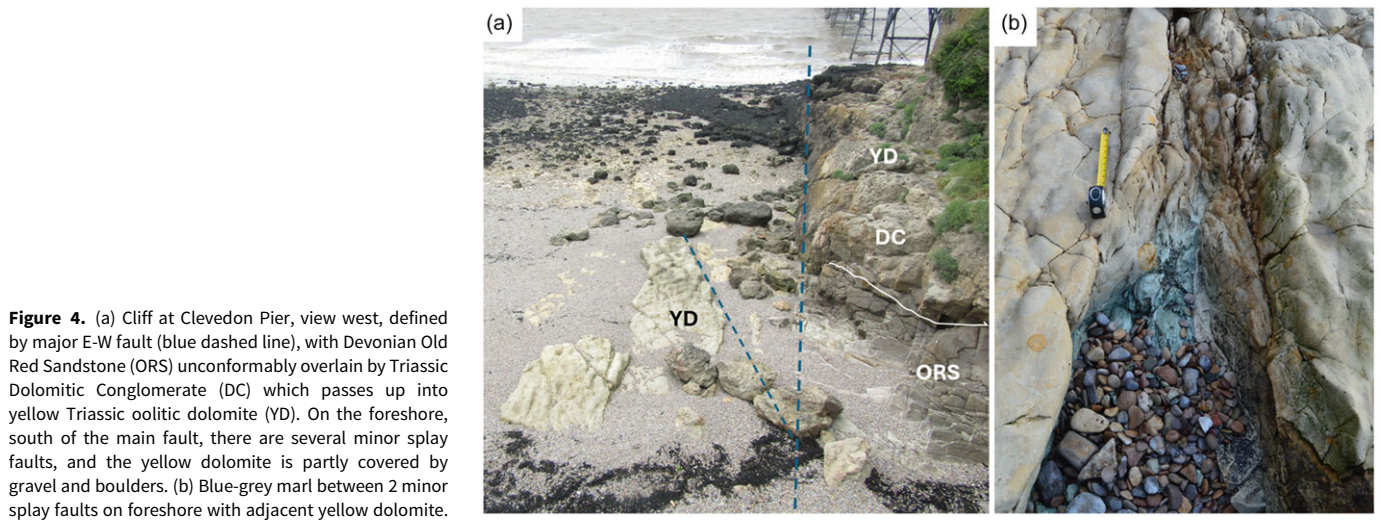 Figure 4. (a) Cliff at Clevedon Pier, view west, defined
by major E-W fault (blue dashed line), with Devonian Old
Red Sandstone (ORS) unconformably overlain by Triassic
Dolomitic Conglomerate (DC) which passes up into
yellow Triassic oolitic dolomite (YD). On the foreshore,
south of the main fault, there are several minor splay
faults, and the yellow dolomite is partly covered by
gravel and boulders. (b) Blue-grey marl between 2 minor
splay faults on foreshore with adjacent yellow dolomite.
(a)
YD
DC
YD
ORS
(b)